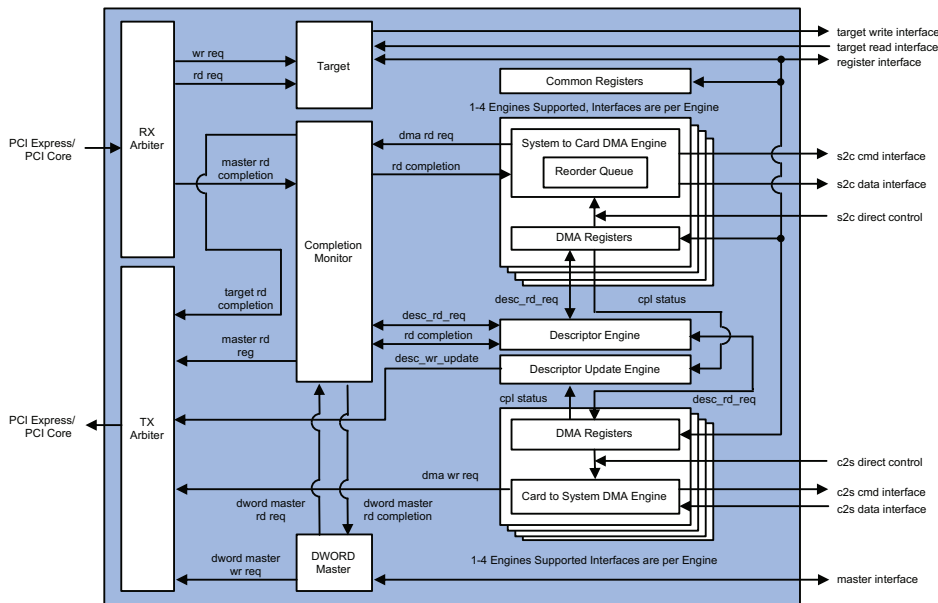 target write interface
wr req
target read interface
Target
register interface
rd req
Common Registers
1-4 Engines Supported, Interfaces are per Engine
RX
Arbiter
dma rd req
System to Card DMA Engine
PCI Express/
PCI Core
s2c cmd interface
master rd
completion
rd completion
Reorder Queue
s2c data interface
s2c direct control
DMA Registers
Completion
Monitor
target rd
completion
desc_rd_req
cpl status
desc_rd_req
Descriptor Engine
rd completion
master rd
reg
desc_wr_update
Descriptor Update Engine
cpl status
desc_rd_req
PCI Express/
PCI Core
TX
Arbiter
DMA Registers
c2s direct control
dma wr req
Card to System DMA Engine
c2s cmd interface
c2s data interface
dword master
rd req
dword master
rd completion
dword master
wr req
DWORD
Master
1-4 Engines Supported Interfaces are per Engine
master interface